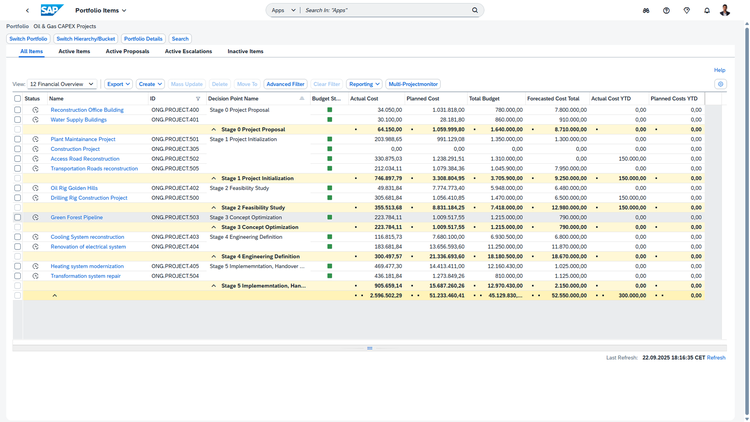 SAP Portfolio Items Apps Search In: "Apps"
Portfolio Oil & Gas CAPEX Projects
Switch Portfolio Switch Hierarchy/Bucket Portfolio Details Search
All Items Active Items Active Proposals Active Escalations Inactive Items
Help
View: 12 Financial Overview Export Create Mass Update Delete Move To Advanced Filter Clear Filter Reporting Multi-Projectmonitor
Status Name ID Decision Point Name Budget St... Actual Cost Planned Cost Total Budget Forecasted Cost Total Actual Cost YTD Planned Costs YTD
Reconstruction Office Building ONG.PROJECT.400 Stage 0 Project Proposal 34.050,00 1.031.818,00 780.000,00 7.800.000,00 0,00 0,00
Water Supply Buildings ONG.PROJECT.401 30.100,00 28.181,80 860.000,00 910.000,00 0,00 0,00
Stage 0 Project Proposal • 64.150,00 • 1.059.999,80 • 1.640.000,00 • 8.710.000,00 • 0,00 • 0,00
Plant Maintainance Project ONG.PROJECT.501 Stage 1 Project Initialization 203.988,65 991.129,08 1.350.000,00 1.300.000,00 0,00 0,00
Construction Project ONG.PROJECT.305 0,00 0,00 0,00 0,00 0,00 0,00
Access Road Reconstruction ONG.PROJECT.502 330.875,03 1.238.291,51 1.310.000,00 0,00 150.000,00 0,00
Transportation Roads reconstruction ONG.PROJECT.505 212.034,11 1.079.384,36 1.045.900,00 7.950.000,00 0,00 0,00
Stage 1 Project Initialization • 746.897,79 • 3.308.804,95 • 3.705.900,00 • 9.250.000,00 • 150.000,00 • 0,00
Oil Rig Golden Hills ONG.PROJECT.402 Stage 2 Feasibility Study 49.831,84 7.774.773,40 5.948.000,00 6.480.000,00 0,00 0,00
Drilling Rig Construction Project ONG.PROJECT.500 305.681,84 1.056.410,85 1.470.000,00 6.500.000,00 150.000,00 0,00
Stage 2 Feasibility Study • 355.513,68 • 8.831.184,25 • 7.418.000,00 • 12.980.000,00 • 150.000,00 • 0,00
Green Forest Pipeline ONG.PROJECT.503 Stage 3 Concept Optimization 223.784,11 1.009.517,55 1.215.000,00 790.000,00 0,00 0,00
Stage 3 Concept Optimization • 223.784,11 • 1.009.517,55 • 1.215.000,00 • 790.000,00 • 0,00 • 0,00
Cooling System reconstruction ONG.PROJECT.403 Stage 4 Engineering Definition 116.815,73 7.680.100,00 6.930.500,00 6.800.000,00 0,00 0,00
Renovation of electrical system ONG.PROJECT.404 183.681,84 13.656.593,60 11.250.000,00 11.870.000,00 0,00 0,00
Stage 4 Engineering Definition • 300.497,57 • 21.336.693,60 • 18.180.500,00 • 18.670.000,00 • 0,00 • 0,00
Heating system modernization ONG.PROJECT.405 Stage 5 Implememntation, Handover ... 469.477,30 14.413.411,00 12.160.430,00 1.025.000,00 0,00 0,00
Transformation system repair ONG.PROJECT.504 436.181,84 1.273.849,26 810.000,00 1.125.000,00 0,00 0,00
Stage 5 Implememntation, Han... • 905.659,14 • 15.687.260,26 • 12.970.430,00 • 2.150.000,00 • 0,00 • 0,00
• • 2.596.502,29 • • 51.233.460,41 • • 45.129.830,... • • 52.550.000,00 • • 300.000,00 • • 0,00
Last Refresh: 22.09.2025 18:16:35 CET Refresh